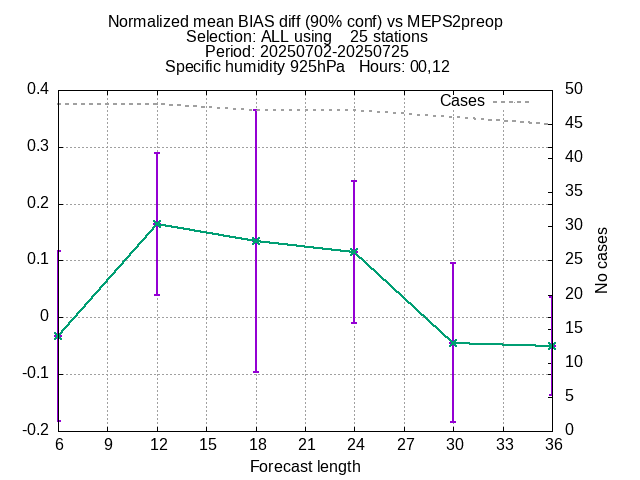 Normalized mean BIAS diff (90% conf) vs MEPS2preop
Selection: ALL using    25 stations
Period: 20250702-20250725
Specific humidity 925hPa   Hours: 00,12
Cases
0.4
0.3
0.2
0.1
0
-0.1
-0.2
50
45
40
35
30
25
20
15
10
5
0
No cases
6 9 12 15 18 21 24 27 30 33 36
Forecast length